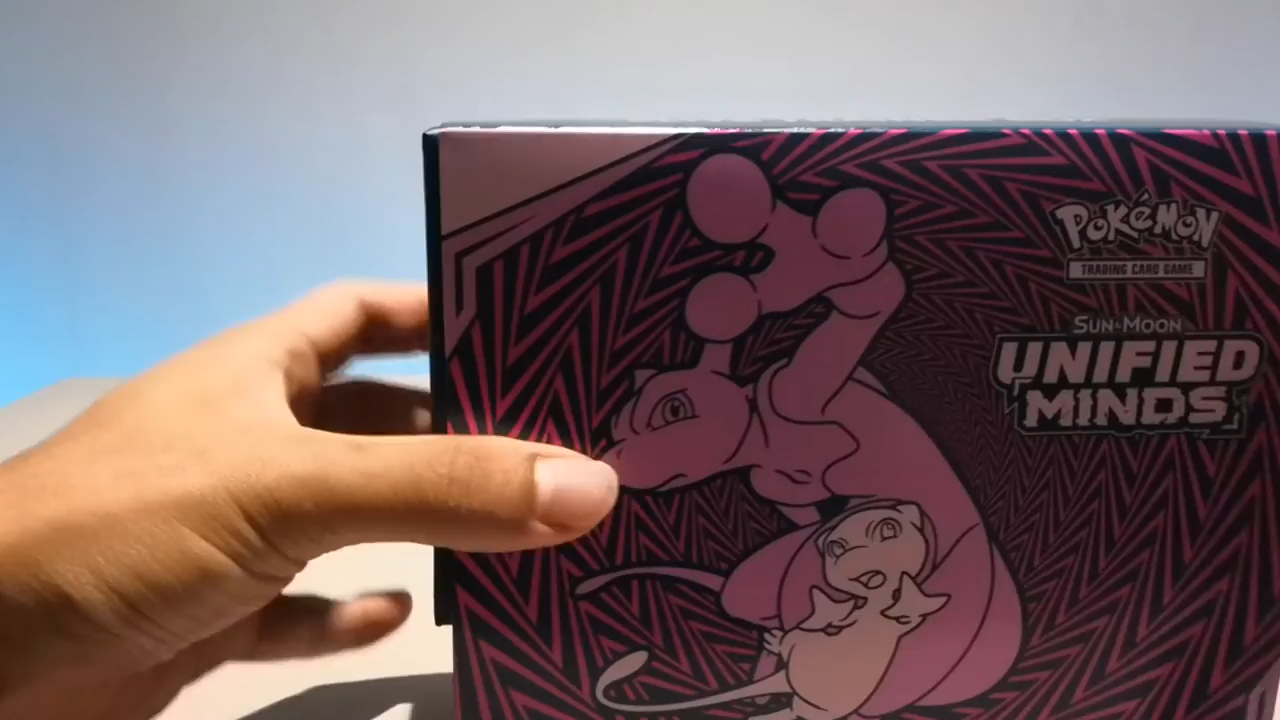 POKéMON
TRADING CARD GAME
SUN & MOON
UNIFIED
MINDS